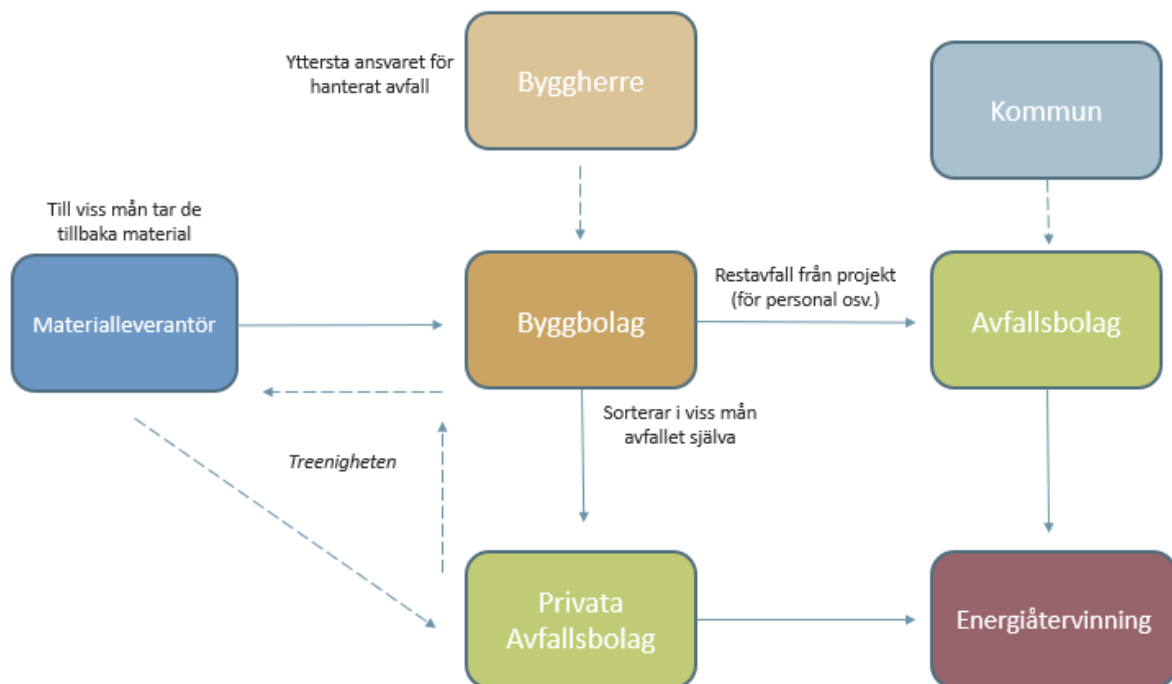 Yttersta ansvaret för
hanterat avfall
Byggherre
Kommun
Till viss mån tar de
tillbaka material
Materialleverantör
Byggbolag
Restavfall från projekt
(för personal osv.)
Avfallsbolag
Sorterar i viss mån
avfallet själva
Treenigheten
Privata
Avfallsbolag
Energiåtervinning